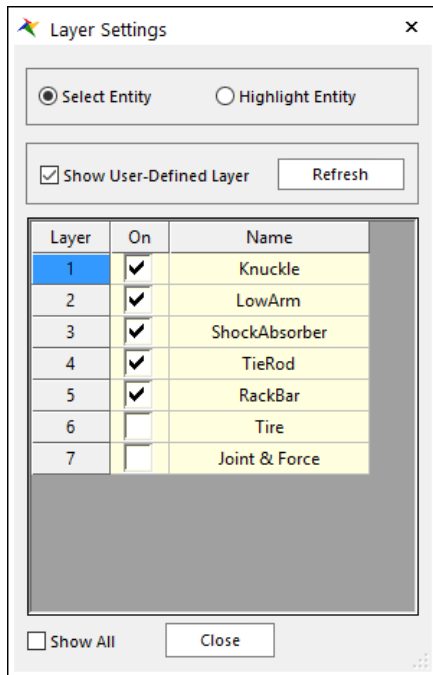 Layer Settings
Select Entity Highlight Entity
Show User-Defined Layer Refresh
Layer On Name
1 Knuckle
2 LowArm
3 ShockAbsorber
4 TieRod
5 RackBar
6 Tire
7 Joint & Force
Show All Close